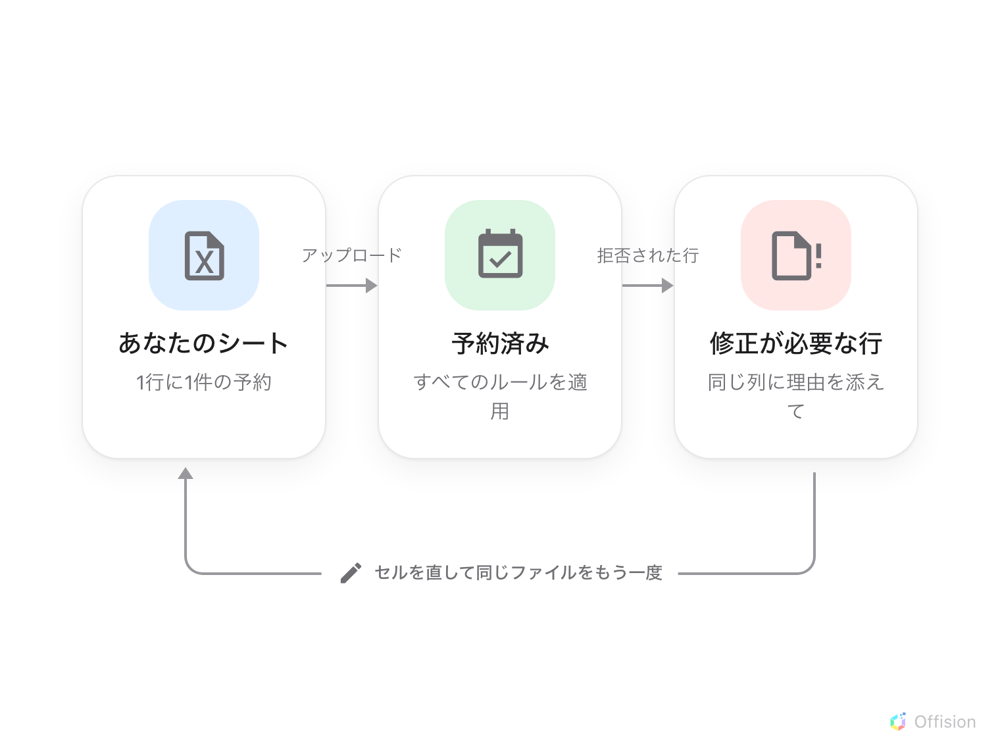 アップロード
拒否された行
あなたのシート
1行に1件の予約
予約済み
すべてのルールを適
用
修正が必要な行
同じ列に理由を添え
て
セルを直して同じファイルをもう一度
Offision